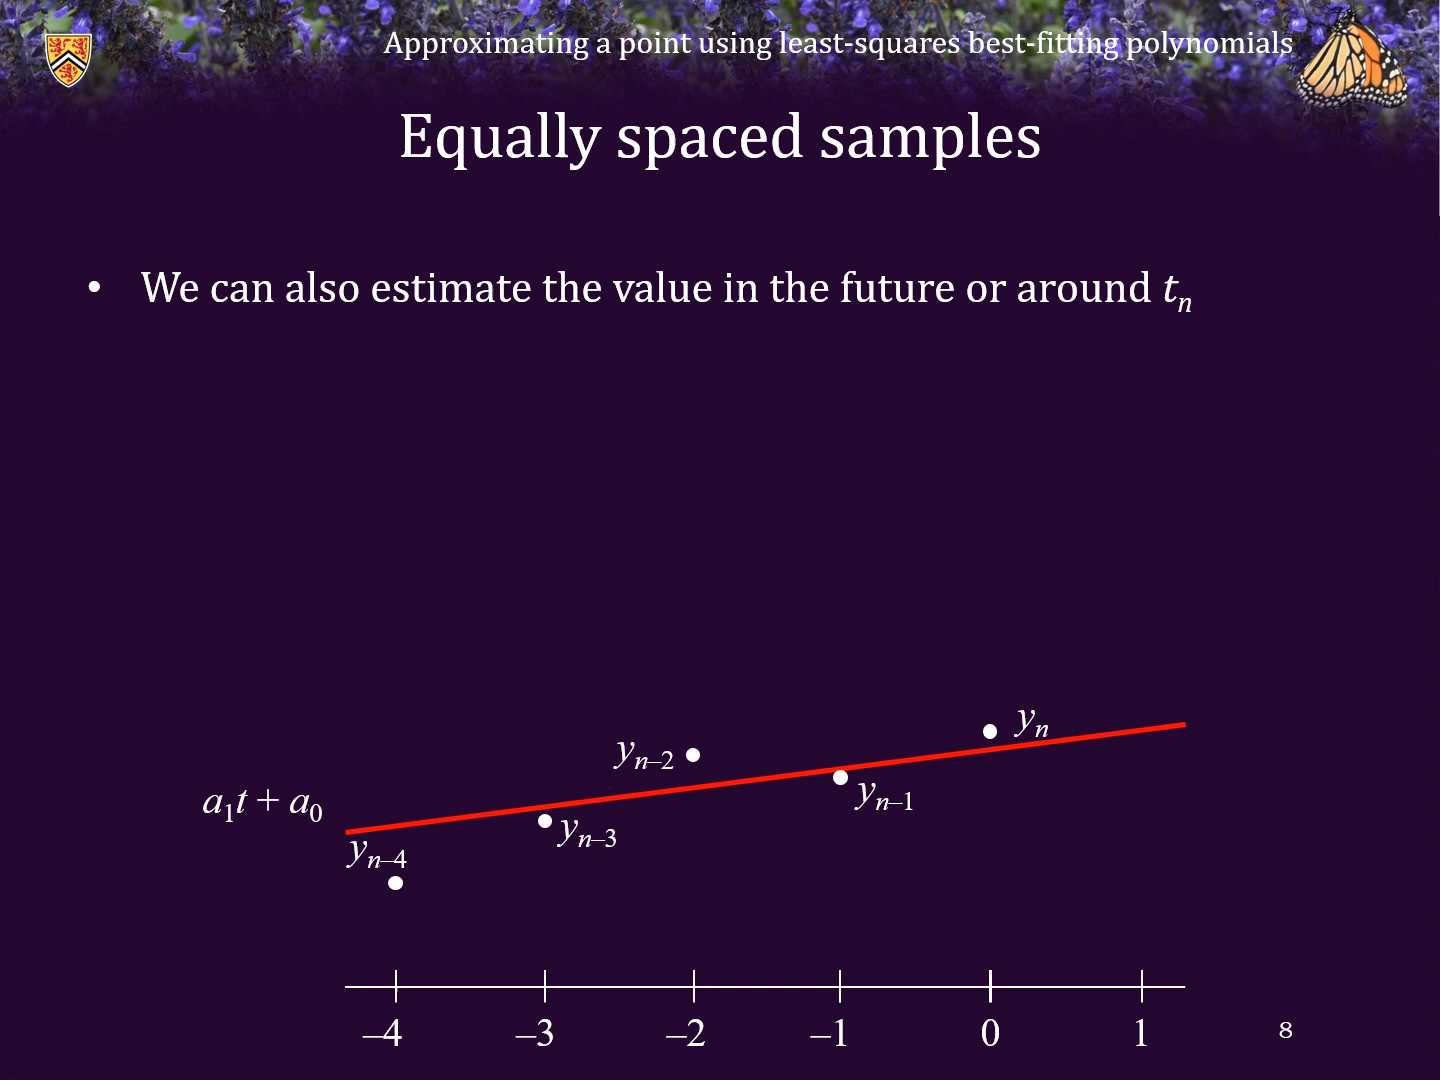 Approximating a point using least-squares best-fitting polynomials
Equally spaced samples
• We can also estimate the value in the future or around tₙ
yₙ
yₙ₋₂
yₙ₋₁
a₁t + a₀
yₙ₋₃
yₙ₋₄
–4 –3 –2 –1 0 1
8